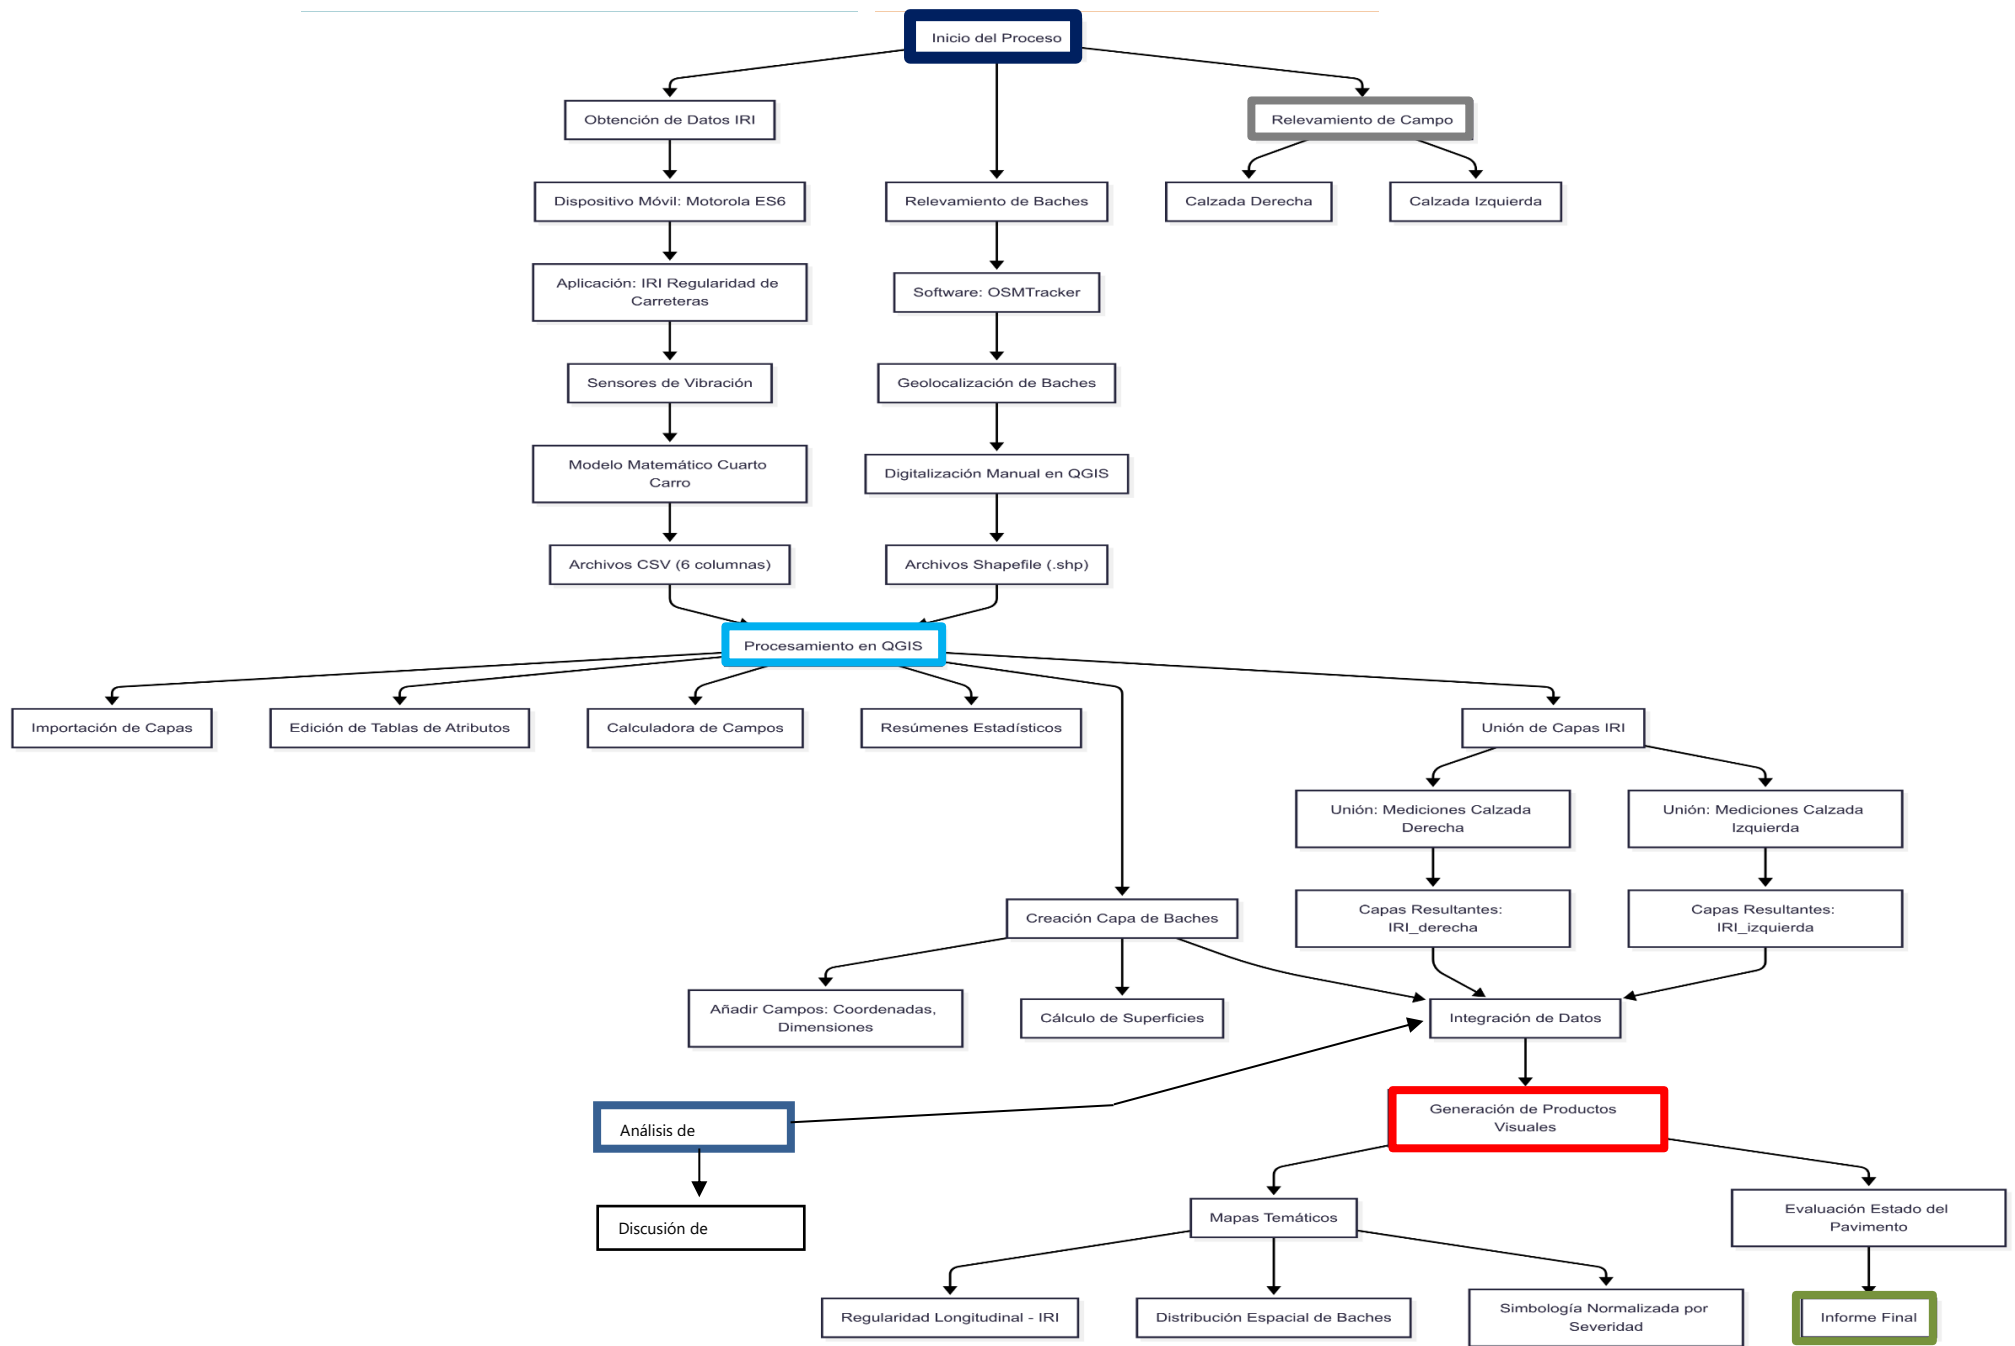 Inicio del Proceso
Obtención de Datos IRI
Relevamiento de Campo
Dispositivo Móvil: Motorola ES6
Relevamiento de Baches
Calzada Derecha
Calzada Izquierda
Aplicación: IRI Regularidad de
Carreteras
Software: OSMTracker
Sensores de Vibración
Geolocalización de Baches
Modelo Matemático Cuarto
Carro
Digitalización Manual en QGIS
Archivos CSV (6 columnas)
Archivos Shapefile (.shp)
Procesamiento en QGIS
Importación de Capas
Edición de Tablas de Atributos
Calculadora de Campos
Resúmenes Estadísticos
Unión de Capas IRI
Unión: Mediciones Calzada
Derecha
Unión: Mediciones Calzada
Izquierda
Creación Capa de Baches
Capas Resultantes:
IRI_derecha
Capas Resultantes:
IRI_izquierda
Añadir Campos: Coordenadas,
Dimensiones
Cálculo de Superficies
Integración de Datos
Análisis de
Generación de Productos
Visuales
Discusión de
Mapas Temáticos
Evaluación Estado del
Pavimento
Regularidad Longitudinal - IRI
Distribución Espacial de Baches
Simbología Normalizada por
Severidad
Informe Final